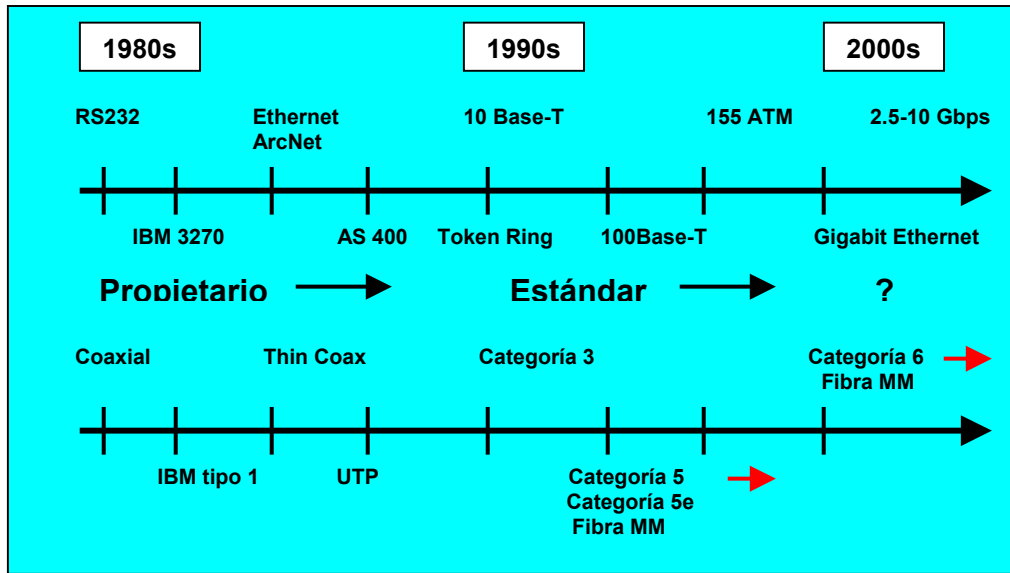 1980s 1990s 2000s
RS232 Ethernet 10 Base-T 155 ATM 2.5-10 Gbps
ArcNet
IBM 3270 AS 400 Token Ring 100Base-T Gigabit Ethernet
Propietario Estándar ?
Coaxial Thin Coax Categoría 3 Categoría 6
Fibra MM
IBM tipo 1 UTP Categoría 5
Categoría 5e
Fibra MM